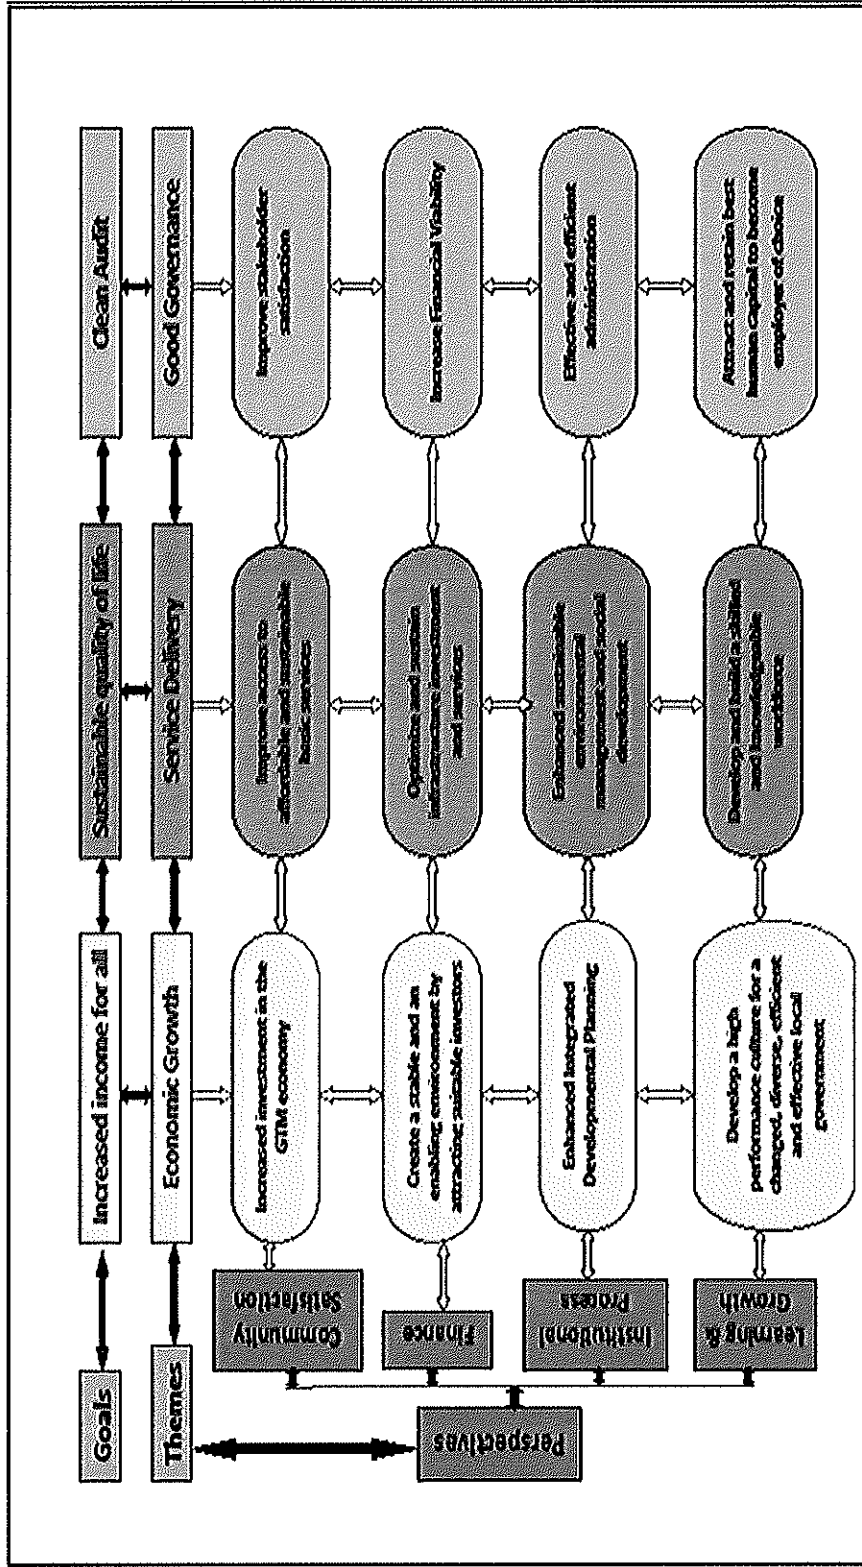 Goals
Increased income for all
Sustainable quality of life
Clean Audit
Themes
Economic Growth
Service Delivery
Good Governance
Perspectives
Community
Satisfaction
Increased investment in the
GTM economy
Improve access to
affordable and sustainable
basic services
Improve stakeholder
satisfaction
Finance
Create a stable and an
enabling environment by
attracting suitable investors
Optimize and sustain
infrastructure investment
and services
Increase Financial Viability
Institutional
Process
Enhanced Integrated
Developmental Planning
Enhanced sustainable
environmental
management and social
development
Effective and efficient
administration
Learning &
Growth
Develop a high
performance culture for a
changed, diverse, efficient
and effective local
government
Develop and build a skilled
and knowledgable
workforce
Attract and retain best
human capital to become
employer of choice